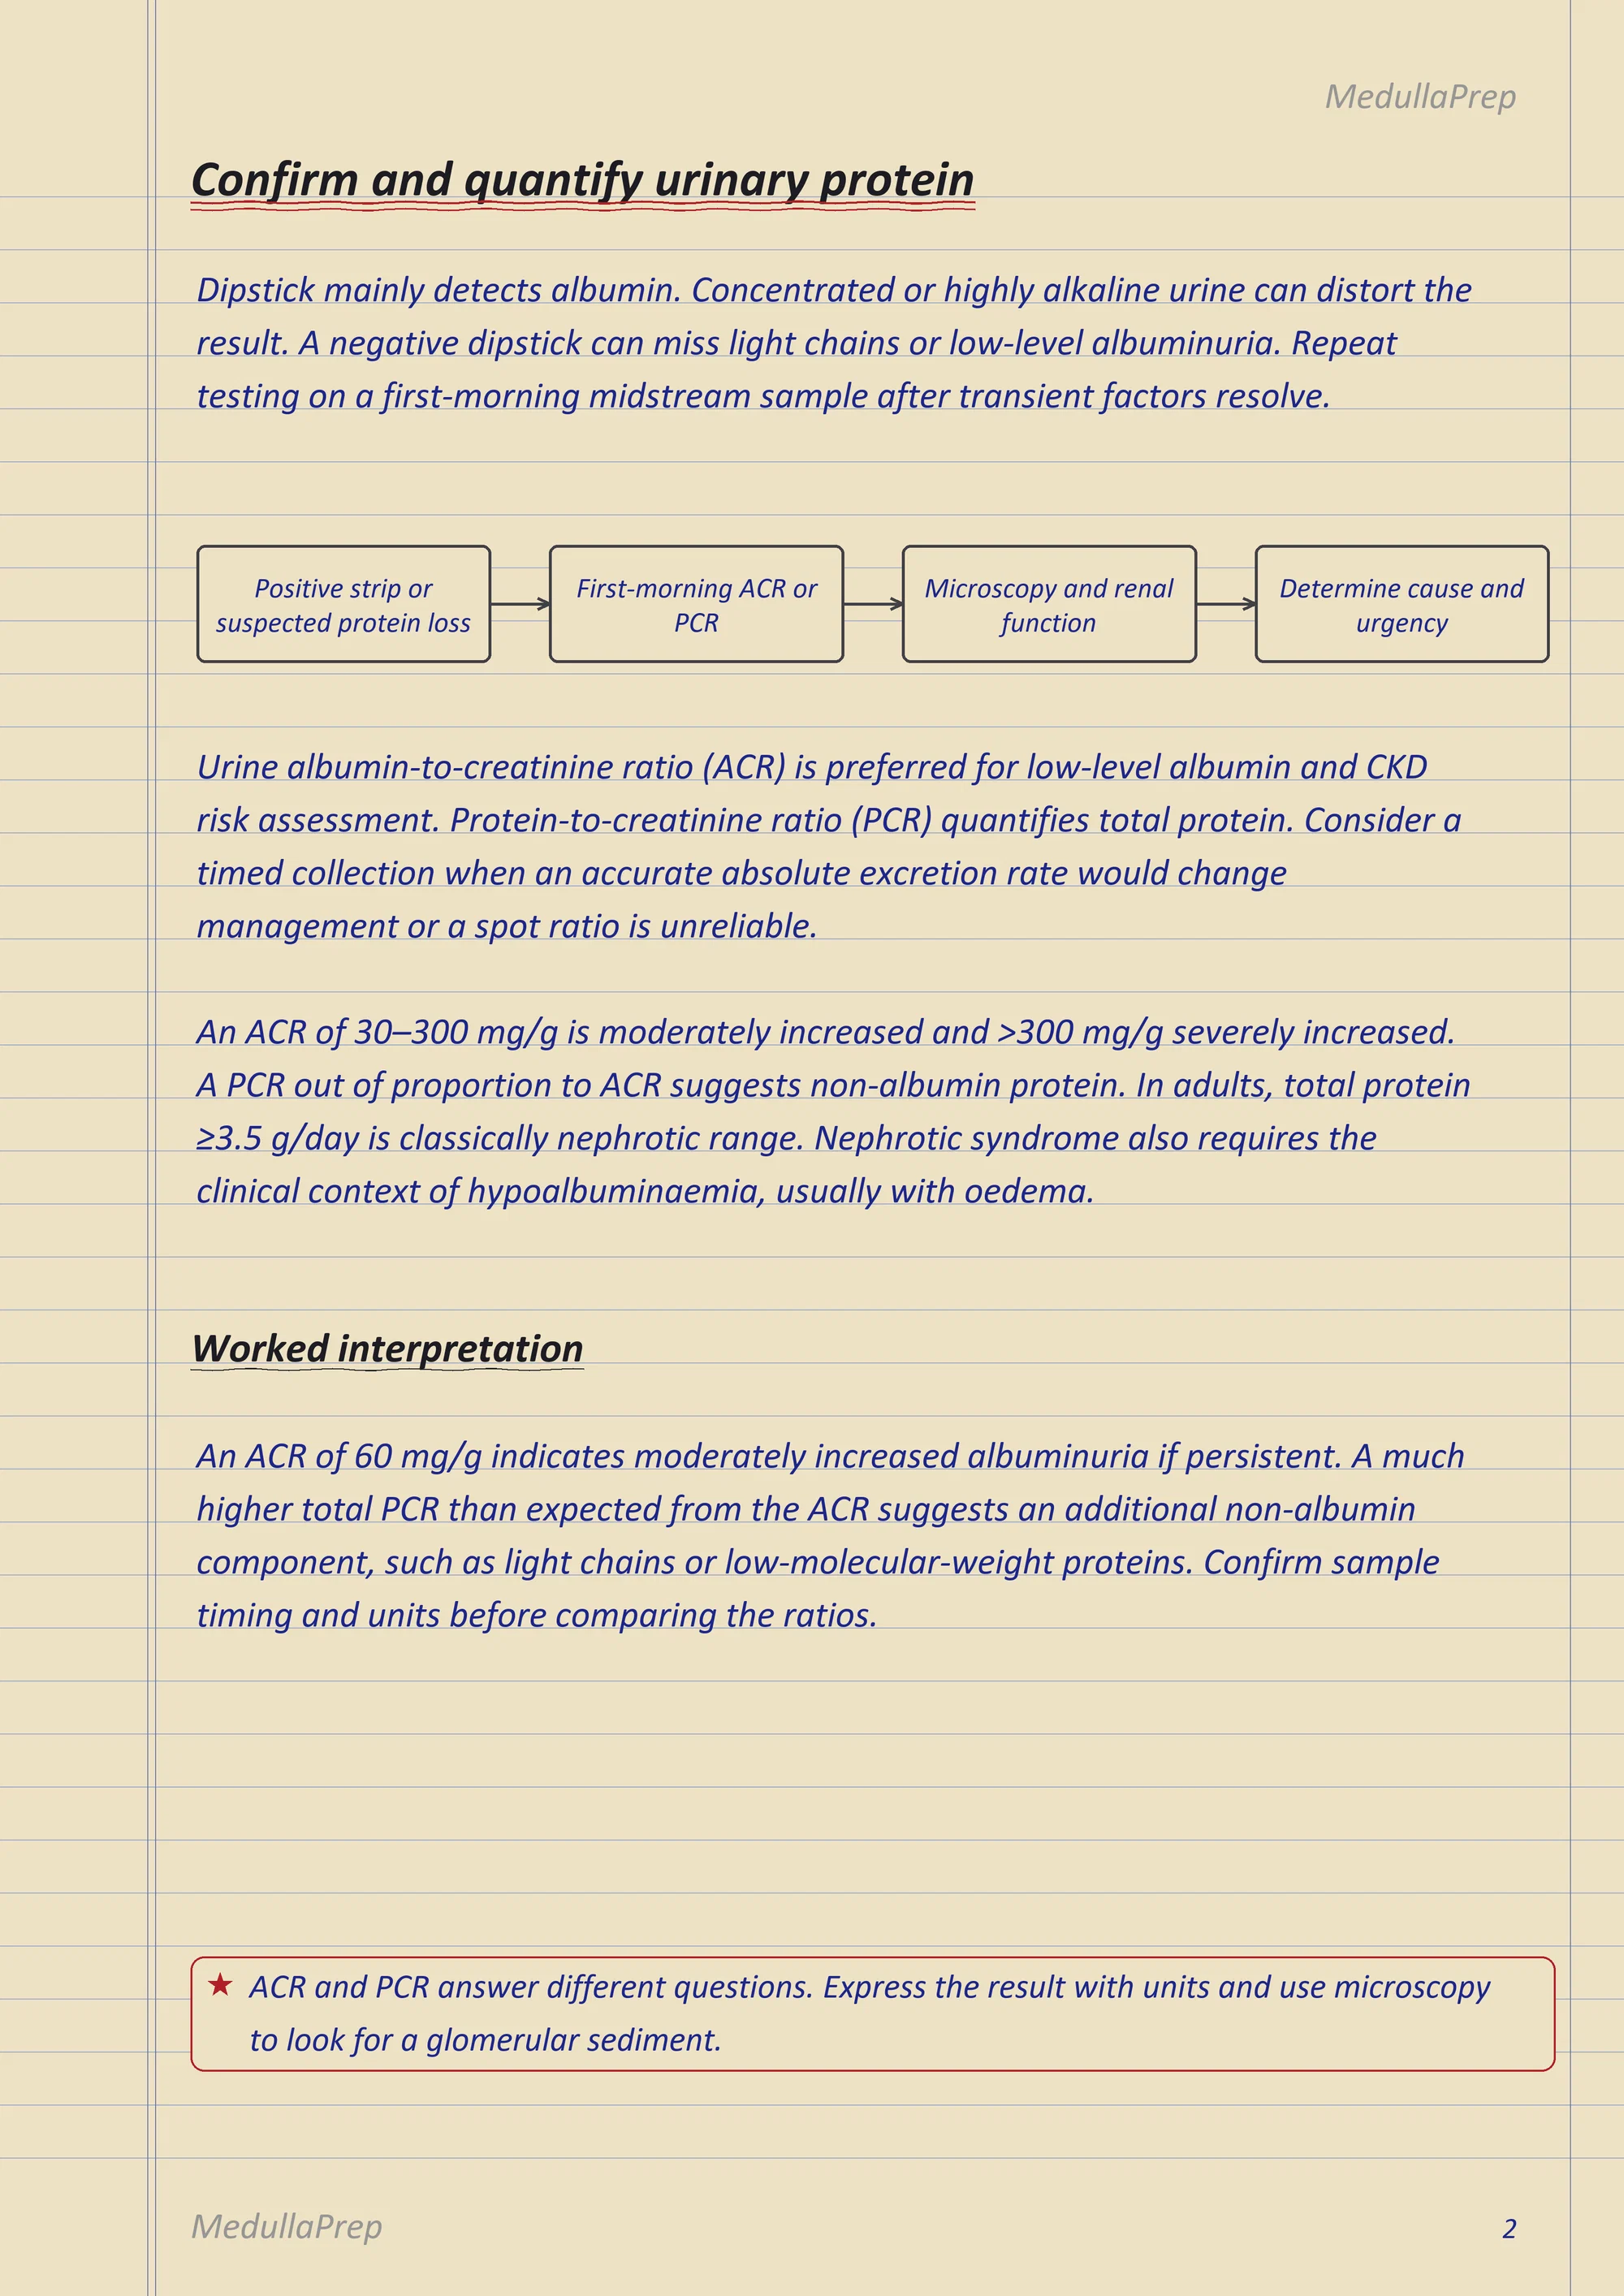 MedullaPrep
Confirm and quantify urinary protein
Dipstick mainly detects albumin. Concentrated or highly alkaline urine can distort the
result. A negative dipstick can miss light chains or low-level albuminuria. Repeat
testing on a first-morning midstream sample after transient factors resolve.
Positive strip or
suspected protein loss
First-morning ACR or
PCR
Microscopy and renal
function
Determine cause and
urgency
Urine albumin-to-creatinine ratio (ACR) is preferred for low-level albumin and CKD
risk assessment. Protein-to-creatinine ratio (PCR) quantifies total protein. Consider a
timed collection when an accurate absolute excretion rate would change
management or a spot ratio is unreliable.
An ACR of 30–300 mg/g is moderately increased and >300 mg/g severely increased.
A PCR out of proportion to ACR suggests non-albumin protein. In adults, total protein
≥3.5 g/day is classically nephrotic range. Nephrotic syndrome also requires the
clinical context of hypoalbuminaemia, usually with oedema.
Worked interpretation
An ACR of 60 mg/g indicates moderately increased albuminuria if persistent. A much
higher total PCR than expected from the ACR suggests an additional non-albumin
component, such as light chains or low-molecular-weight proteins. Confirm sample
timing and units before comparing the ratios.
★ ACR and PCR answer different questions. Express the result with units and use microscopy
to look for a glomerular sediment.
MedullaPrep
2